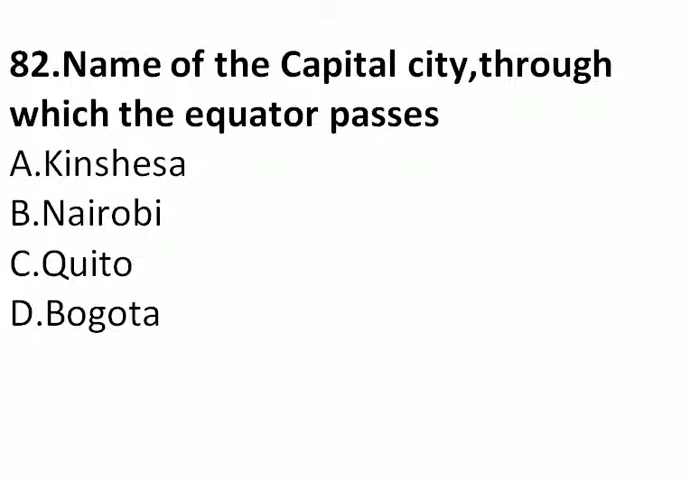 82.Name of the Capital city,through
which the equator passes
A.Kinshesa
B.Nairobi
C.Quito
D.Bogota